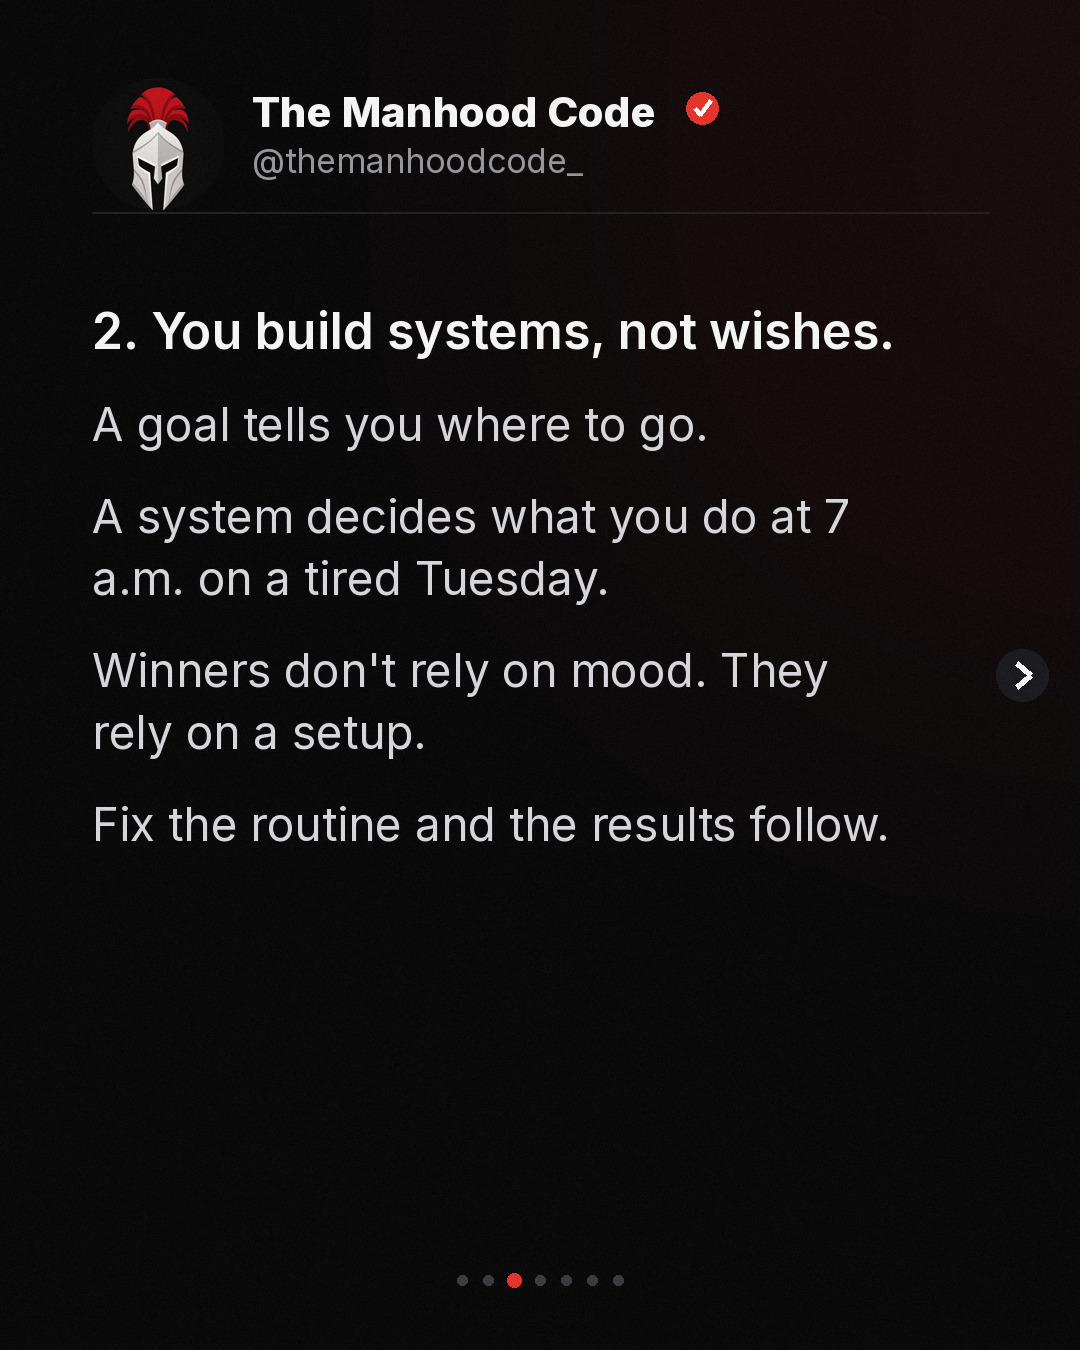 The Manhood Code
@themanhoodcode_
2. You build systems, not wishes.
A goal tells you where to go.
A system decides what you do at 7
a.m. on a tired Tuesday.
Winners don't rely on mood. They
rely on a setup.
Fix the routine and the results follow.